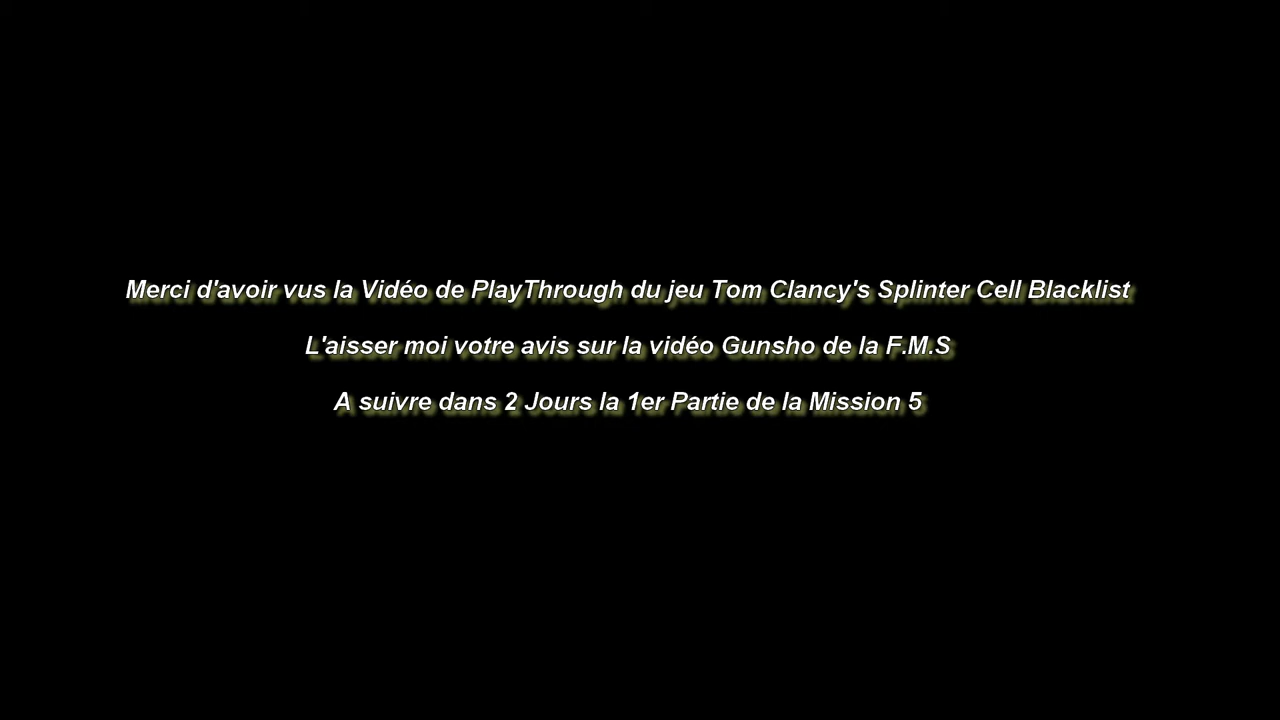 Merci d'avoir vus la Vidéo de PlayThrough du jeu Tom Clancy's Splinter Cell Blacklist
L'aisser moi votre avis sur la vidéo Gunsho de la F.M.S
A suivre dans 2 Jours la 1er Partie de la Mission 5